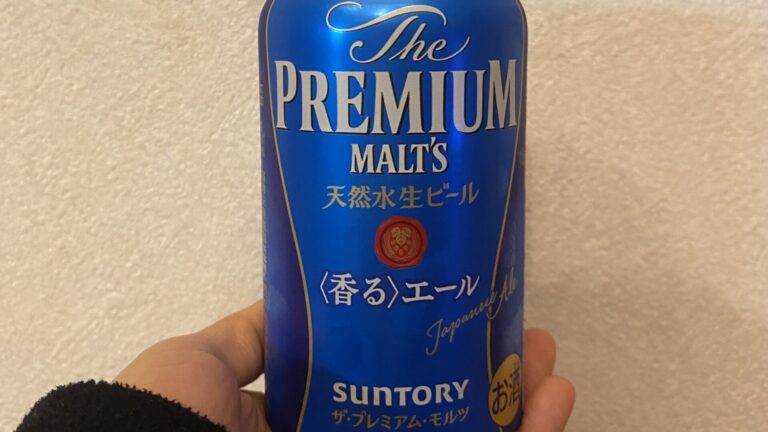 The
PREMIUM
MALT'S
天然水生ビール
〈香る〉エール
Japanese Ale
SUNTORY
ザ・プレミアム・モルツ
お酒